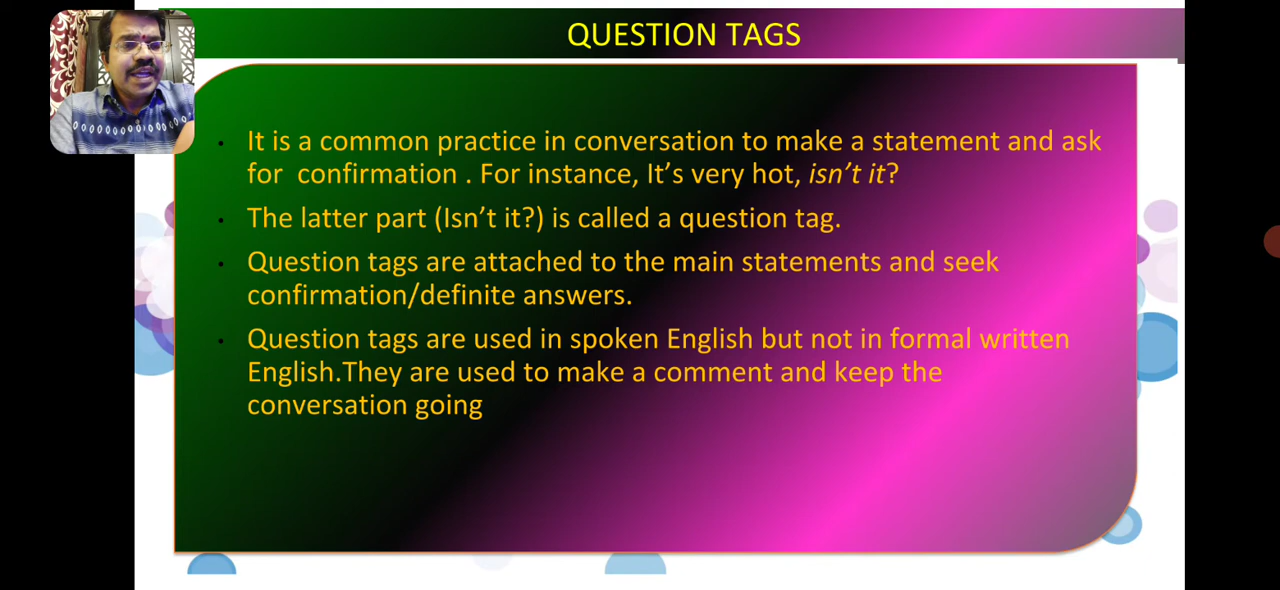 QUESTION TAGS
It is a common practice in conversation to make a statement and ask
for  confirmation . For instance, It’s very hot, isn’t it?
The latter part (Isn’t it?) is called a question tag.
Question tags are attached to the main statements and seek
confirmation/definite answers.
Question tags are used in spoken English but not in formal written
English.They are used to make a comment and keep the
conversation going